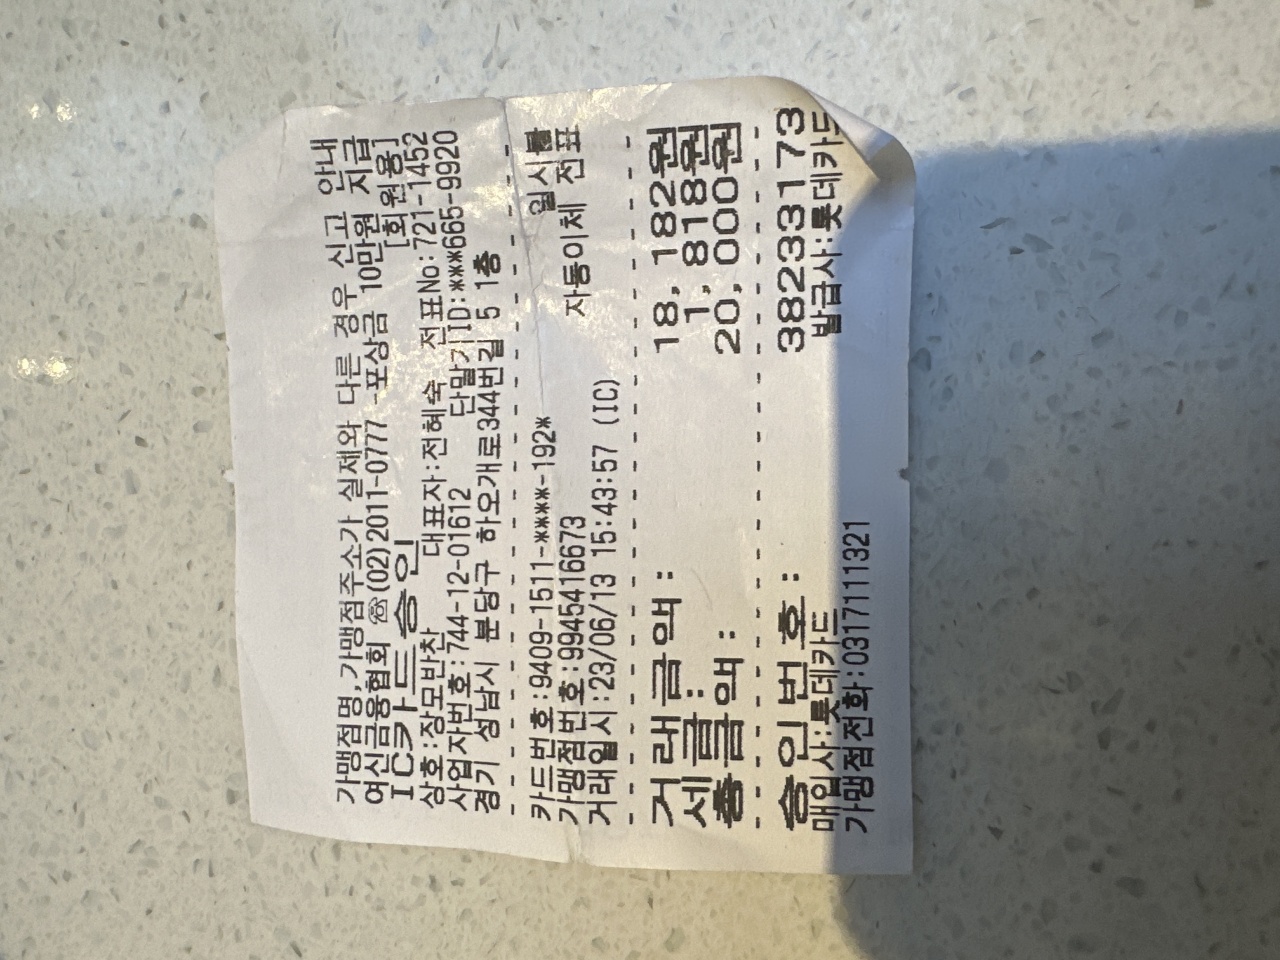 가맹점명,가맹점주소가 실제와 다른 경우 신고 안내
여신금융협회 ☏(02)2011-0777 -포상금 10만원 지급
IC카드승인 [회원용]
상호:장모반찬 대표자:전혜숙 전표No:721-1452
사업자번호:744-12-01612 단말기ID:***665-9920
경기 성남시 분당구 하오개로344번길 5 1층
카드번호:9409-1511-****-192* 일시불
가맹점번호:9945416673 자동이체 전표
거래일시:23/06/13 15:43:57 (IC)
거래금액: 18,182원
세금: 1,818원
총금액: 20,000원
승인번호: 38233173
매입사:롯데카드 발급사:롯데카드
가맹점전화:0317111321